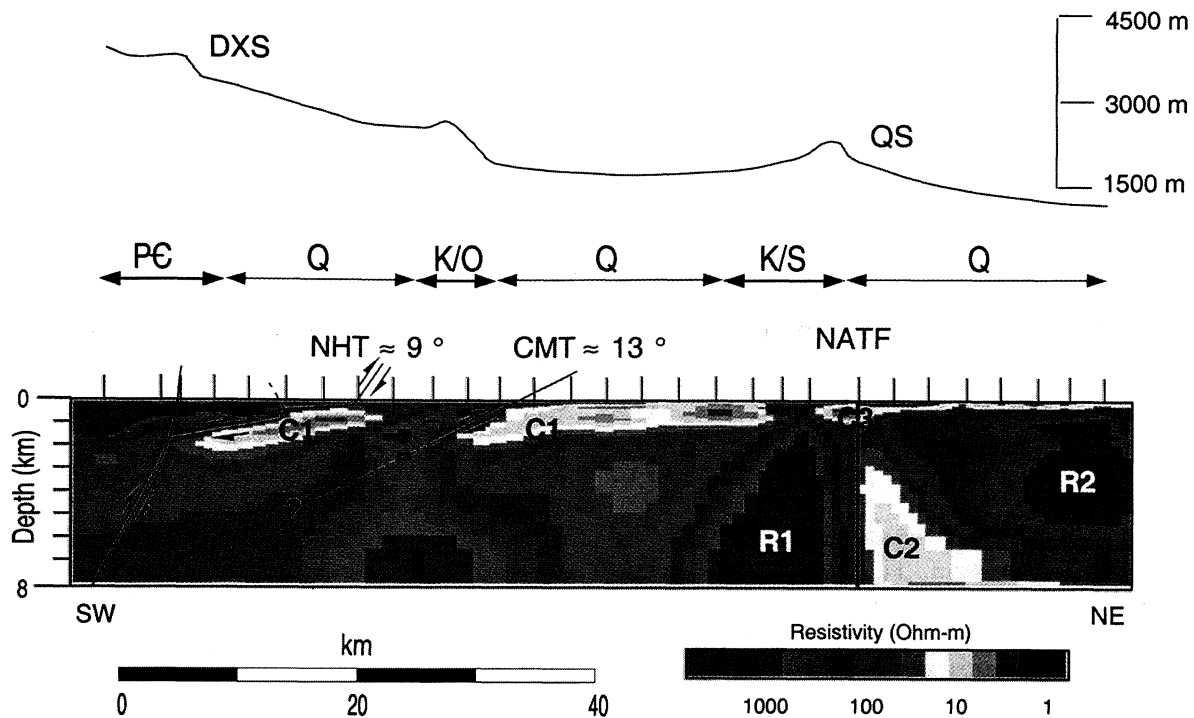 4500 m
DXS
3000 m
QS
1500 m
PЄ Q K/O Q K/S Q
NHT ≈ 9 ° CMT ≈ 13 ° NATF
0
C1 C1 C3
Depth (km)
R2
R1 C2
8
SW NE
km
Resistivity (Ohm-m)
0 20 40
1000 100 10 1